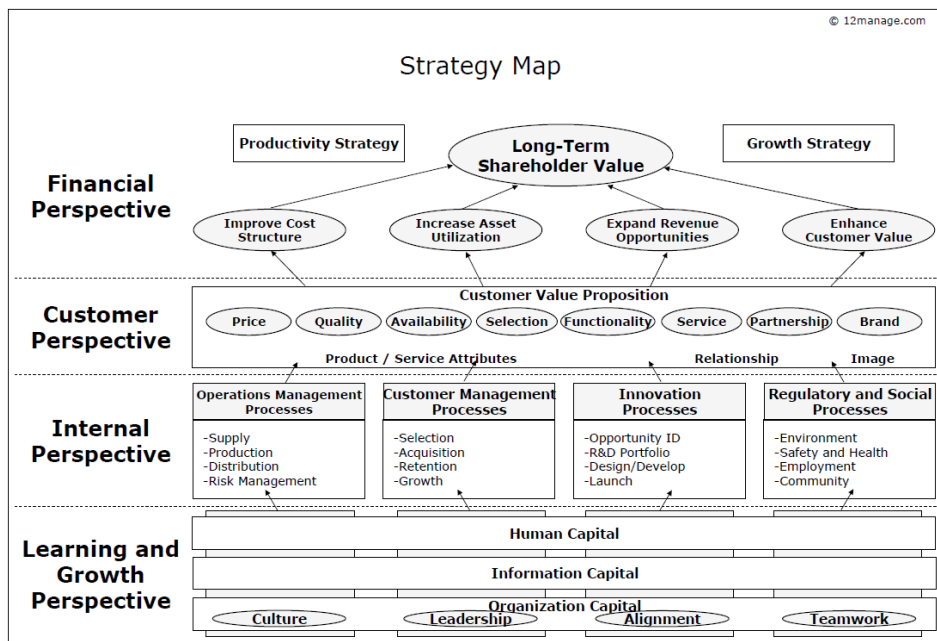 © 12manage.com
Strategy Map
Productivity Strategy
Long-Term
Shareholder Value
Growth Strategy
Financial
Perspective
Improve Cost
Structure
Increase Asset
Utilization
Expand Revenue
Opportunities
Enhance
Customer Value
Customer
Perspective
Customer Value Proposition
Price
Quality
Availability
Selection
Functionality
Service
Partnership
Brand
Product / Service Attributes
Relationship
Image
Internal
Perspective
Operations Management
Processes
-Supply
-Production
-Distribution
-Risk Management
Customer Management
Processes
-Selection
-Acquisition
-Retention
-Growth
Innovation
Processes
-Opportunity ID
-R&D Portfolio
-Design/Develop
-Launch
Regulatory and Social
Processes
-Environment
-Safety and Health
-Employment
-Community
Learning and
Growth
Perspective
Human Capital
Information Capital
Organization Capital
Culture
Leadership
Alignment
Teamwork